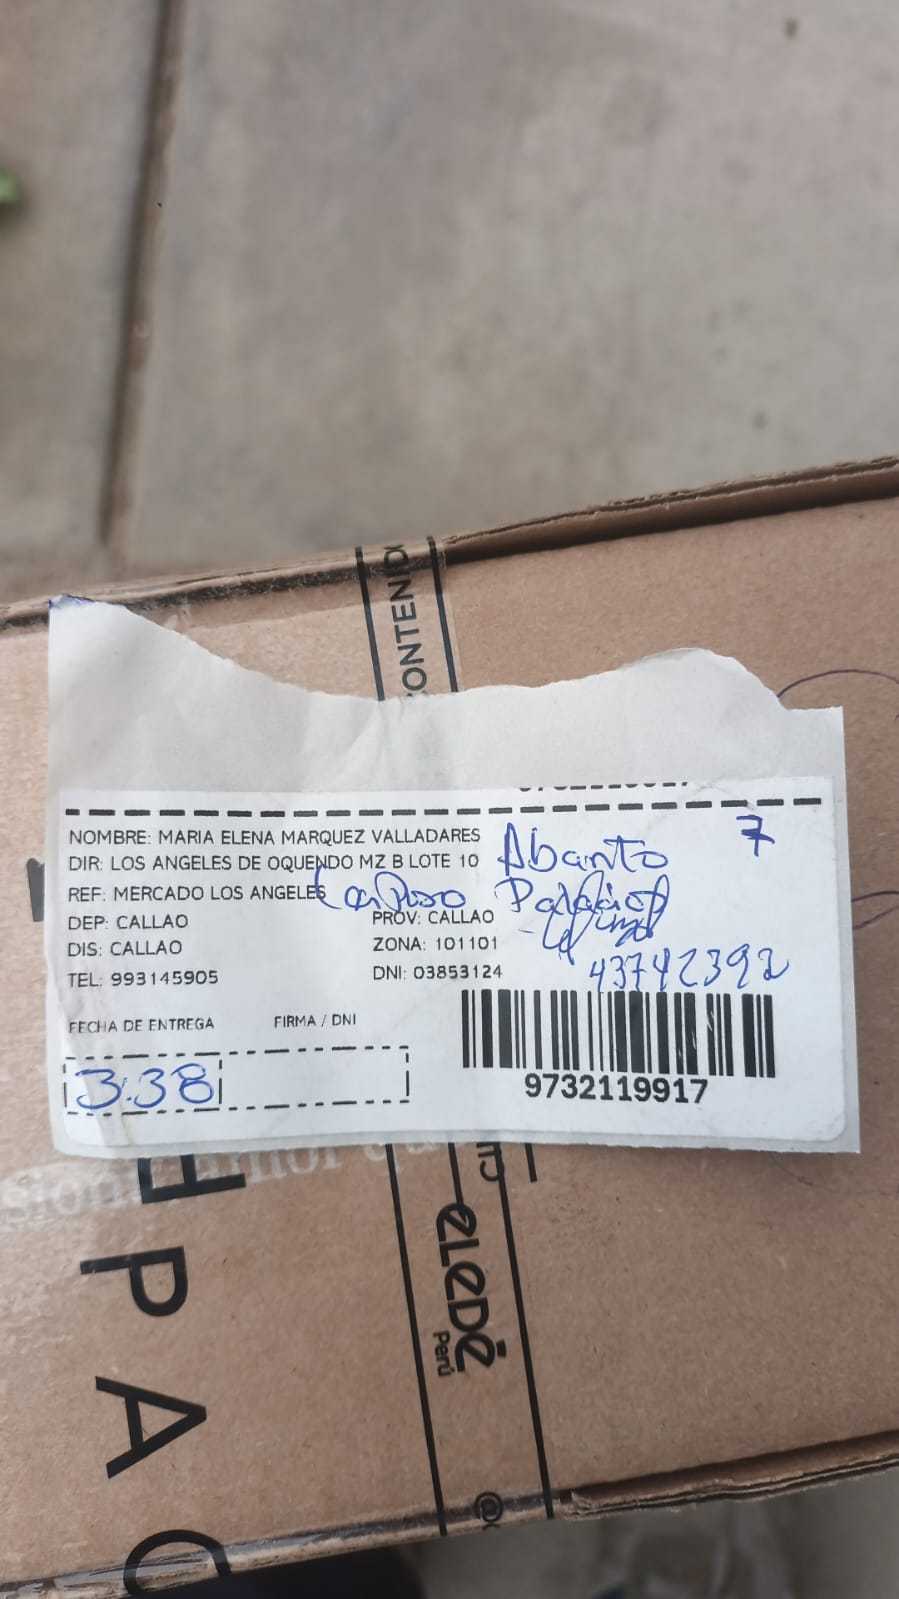 CONTENIDO
NOMBRE: MARIA ELENA MARQUEZ VALLADARES
7
DIR: LOS ANGELES DE OQUENDO MZ B LOTE 10
Abanto
REF: MERCADO LOS ANGELES
DEP: CALLAO
PROV: CALLAO
DIS: CALLAO
ZONA: 101101
TEL: 993145905
DNI: 03853124
43742392
FECHA DE ENTREGA
FIRMA / DNI
3:38
9732119917
eLeDé
Perú
PAC